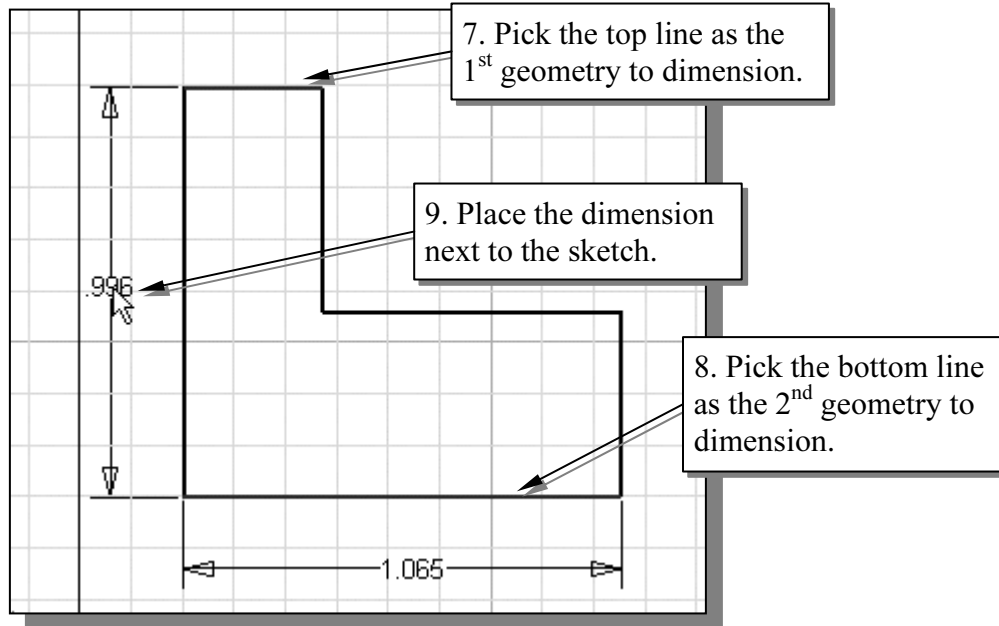 7. Pick the top line as the
1st geometry to dimension.
9. Place the dimension
next to the sketch.
.996
8. Pick the bottom line
as the 2nd geometry to
dimension.
1.065